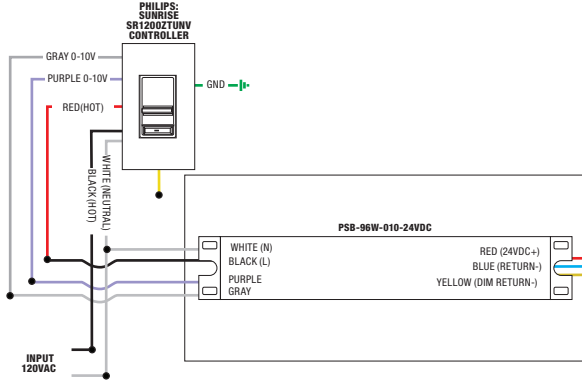 PHILIPS:
SUNRISE
SR1200ZTUNV
CONTROLLER
GRAY 0-10V
PURPLE 0-10V
RED(HOT)
GND
WHITE (NEUTRAL)
BLACK (HOT)
PSB-96W-010-24VDC
WHITE (N)
BLACK (L)
PURPLE
GRAY
RED (24VDC+)
BLUE (RETURN-)
YELLOW (DIM RETURN-)
INPUT
120VAC